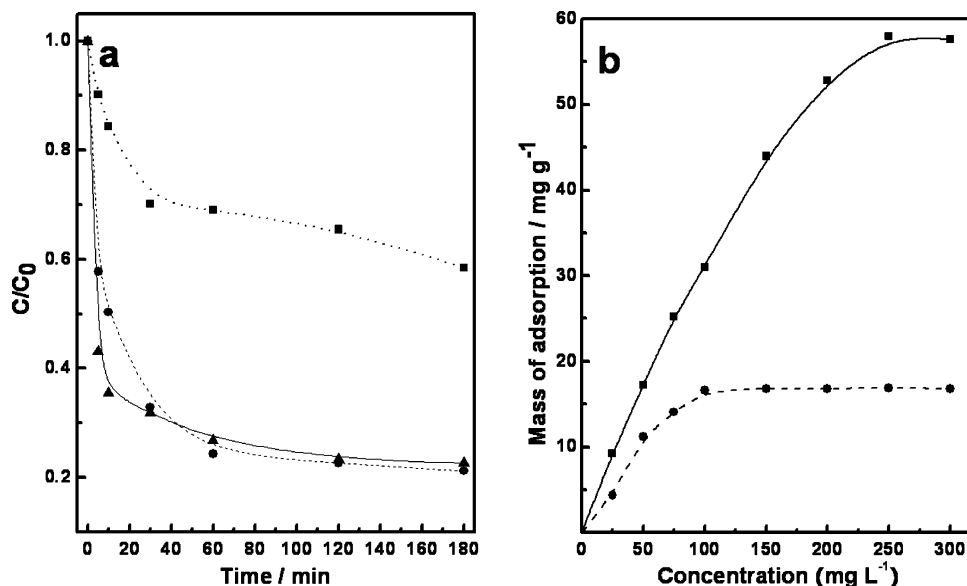 a
1.0
0.8
0.6
0.4
0.2
C/C0
0 20 40 60 80 100 120 140 160 180
Time / min
b
60
50
40
30
20
10
Mass of adsorption / mg g-1
0 50 100 150 200 250 300
Concentration (mg L-1)